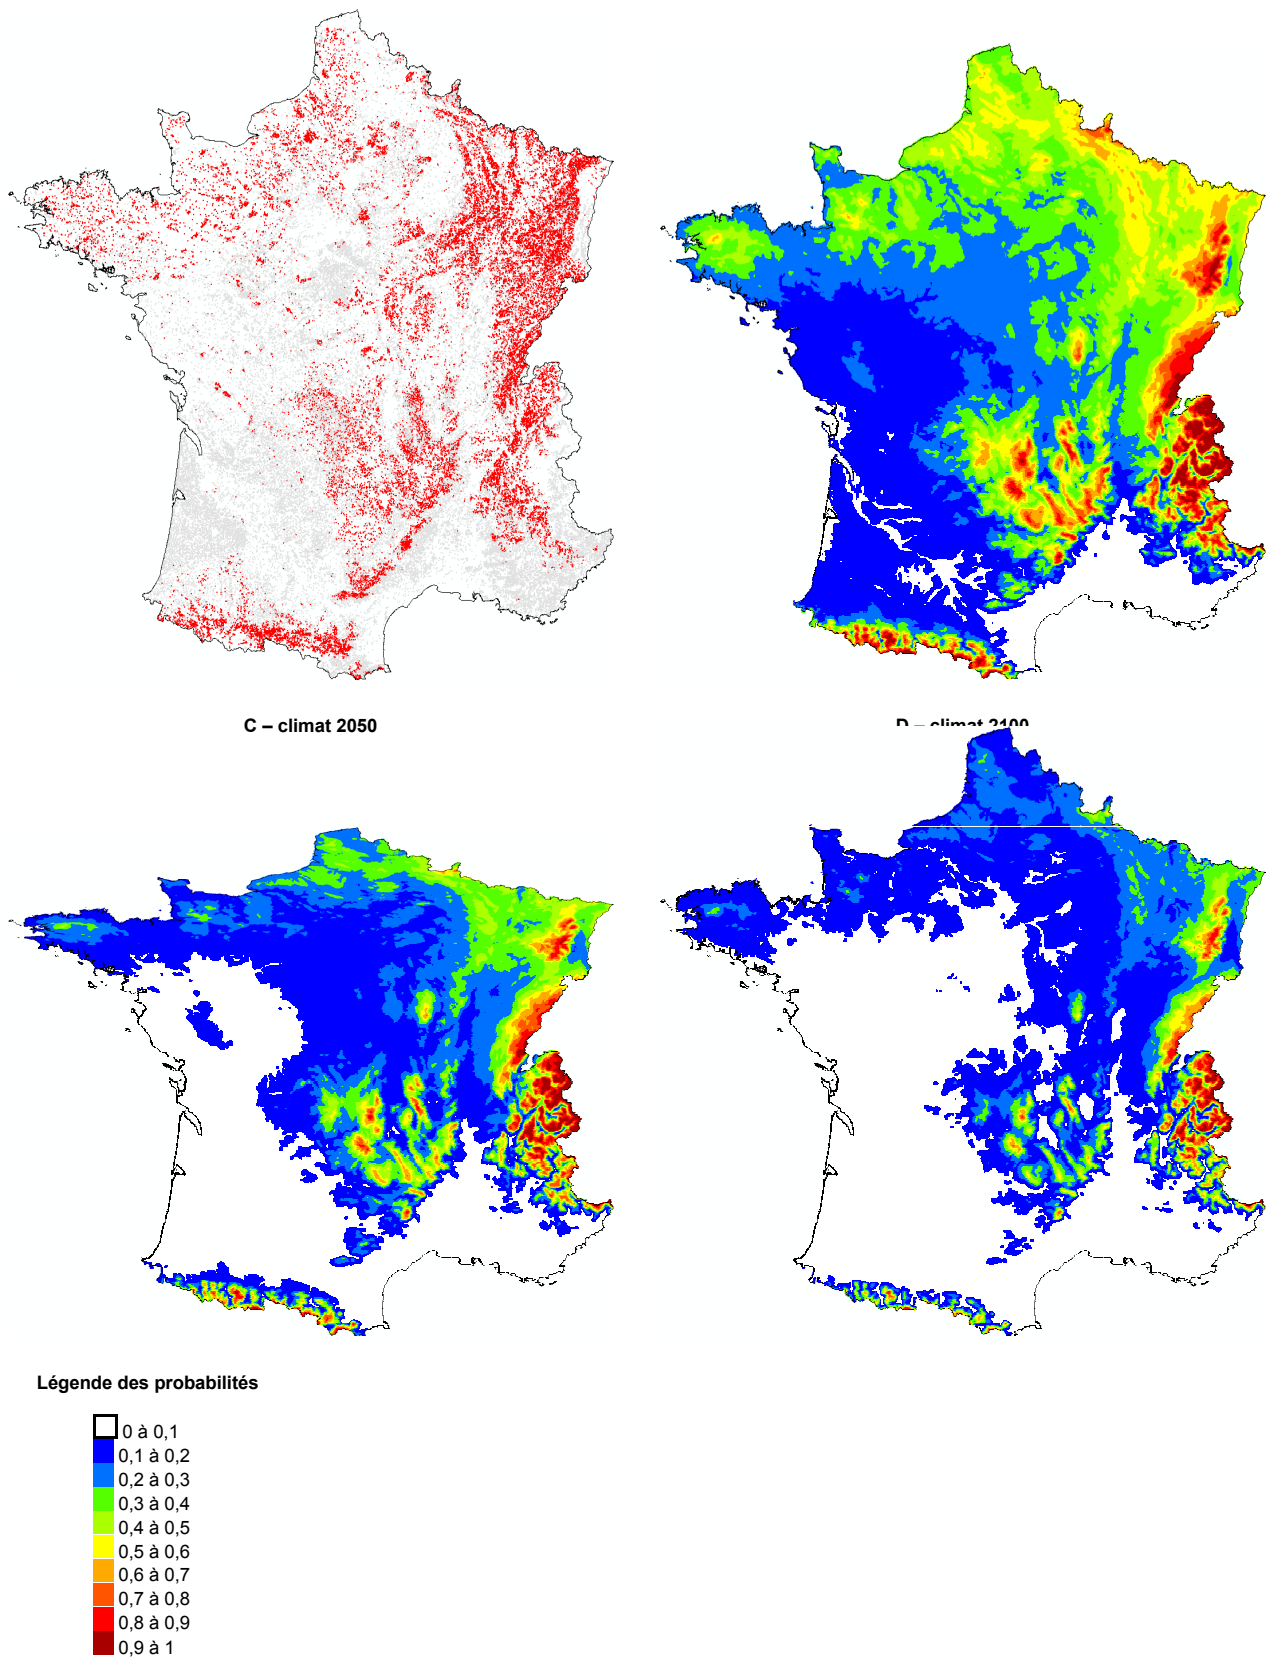 C – climat 2050
D – climat 2100
Légende des probabilités
0 à 0,1
0,1 à 0,2
0,2 à 0,3
0,3 à 0,4
0,4 à 0,5
0,5 à 0,6
0,6 à 0,7
0,7 à 0,8
0,8 à 0,9
0,9 à 1